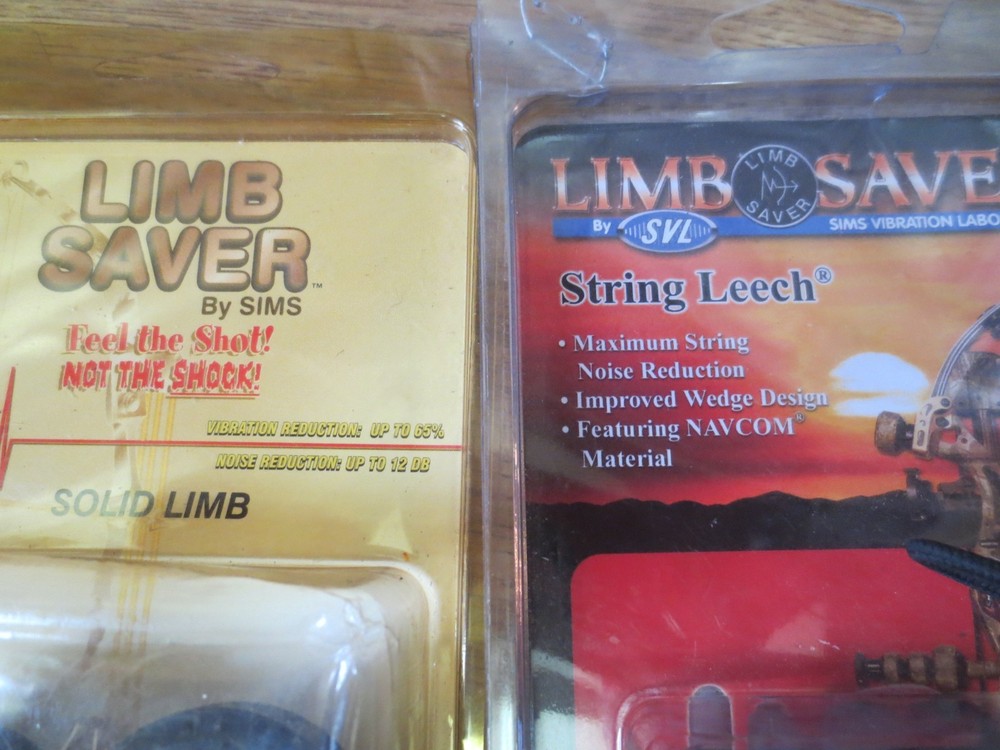 LIMB
SAVER™
By SIMS
Feel the Shot!
NOT THE SHOCK!
VIBRATION REDUCTION: UP TO 65%
NOISE REDUCTION: UP TO 12 DB
SOLID LIMB
LIMB LIMB SAVER SAVE
By SVL SIMS VIBRATION LABO
String Leech®
• Maximum String
Noise Reduction
• Improved Wedge Design
• Featuring NAVCOM®
Material